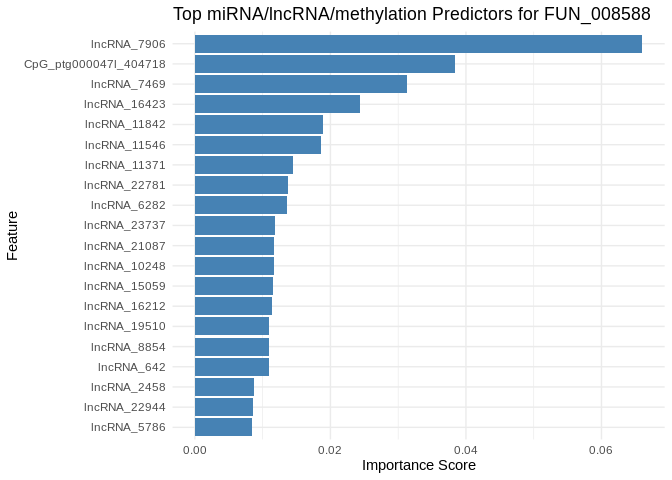 Top miRNA/lncRNA/methylation Predictors for FUN_008588
Feature
lncRNA_7906
CpG_ptg000047l_404718
lncRNA_7469
lncRNA_16423
lncRNA_11842
lncRNA_11546
lncRNA_11371
lncRNA_22781
lncRNA_6282
lncRNA_23737
lncRNA_21087
lncRNA_10248
lncRNA_15059
lncRNA_16212
lncRNA_19510
lncRNA_8854
lncRNA_642
lncRNA_2458
lncRNA_22944
lncRNA_5786
0.00 0.02 0.04 0.06
Importance Score